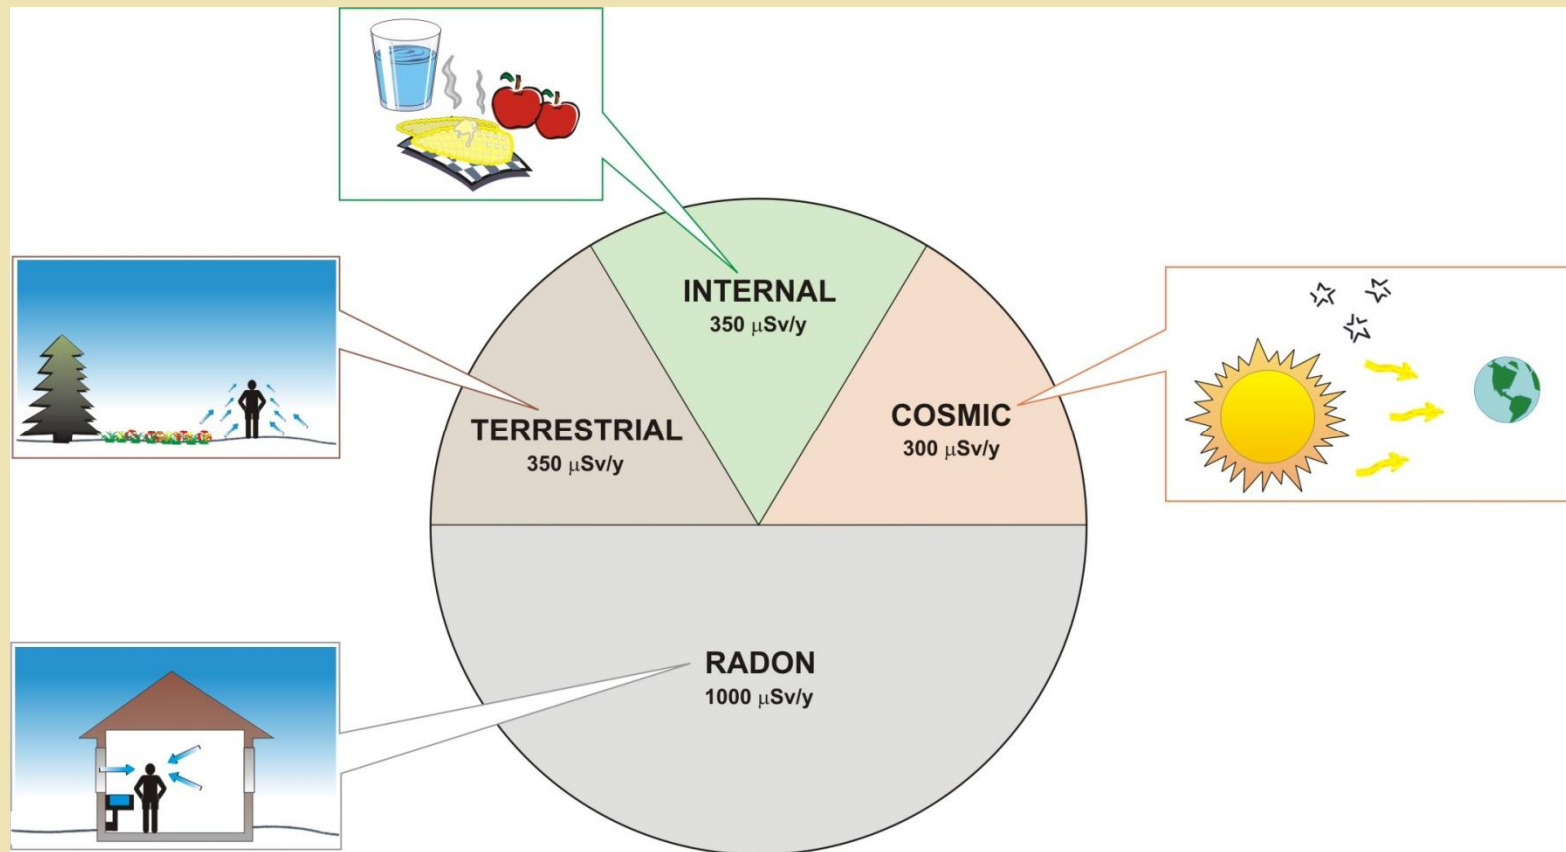 INTERNAL
350 μSv/y
TERRESTRIAL
350 μSv/y
COSMIC
300 μSv/y
RADON
1000 μSv/y